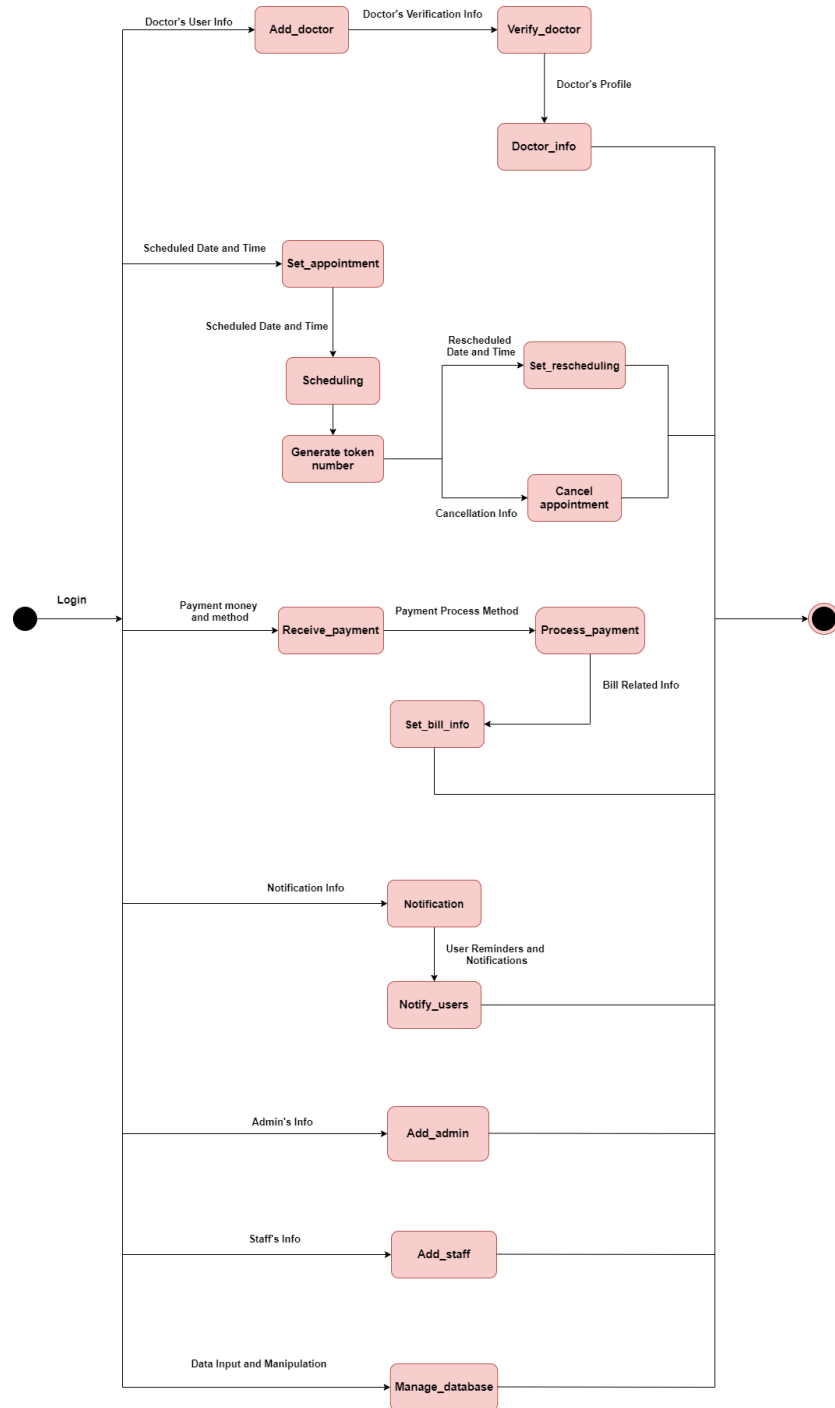 Doctor's User Info
Add_doctor
Doctor's Verification Info
Verify_doctor
Doctor's Profile
Doctor_info
Scheduled Date and Time
Set_appointment
Scheduled Date and Time
Scheduling
Generate token
number
Rescheduled
Date and Time
Set_rescheduling
Cancellation Info
Cancel
appointment
Login
Payment money
and method
Receive_payment
Payment Process Method
Process_payment
Bill Related Info
Set_bill_info
Notification Info
Notification
User Reminders and
Notifications
Notify_users
Admin's Info
Add_admin
Staff's Info
Add_staff
Data Input and Manipulation
Manage_database